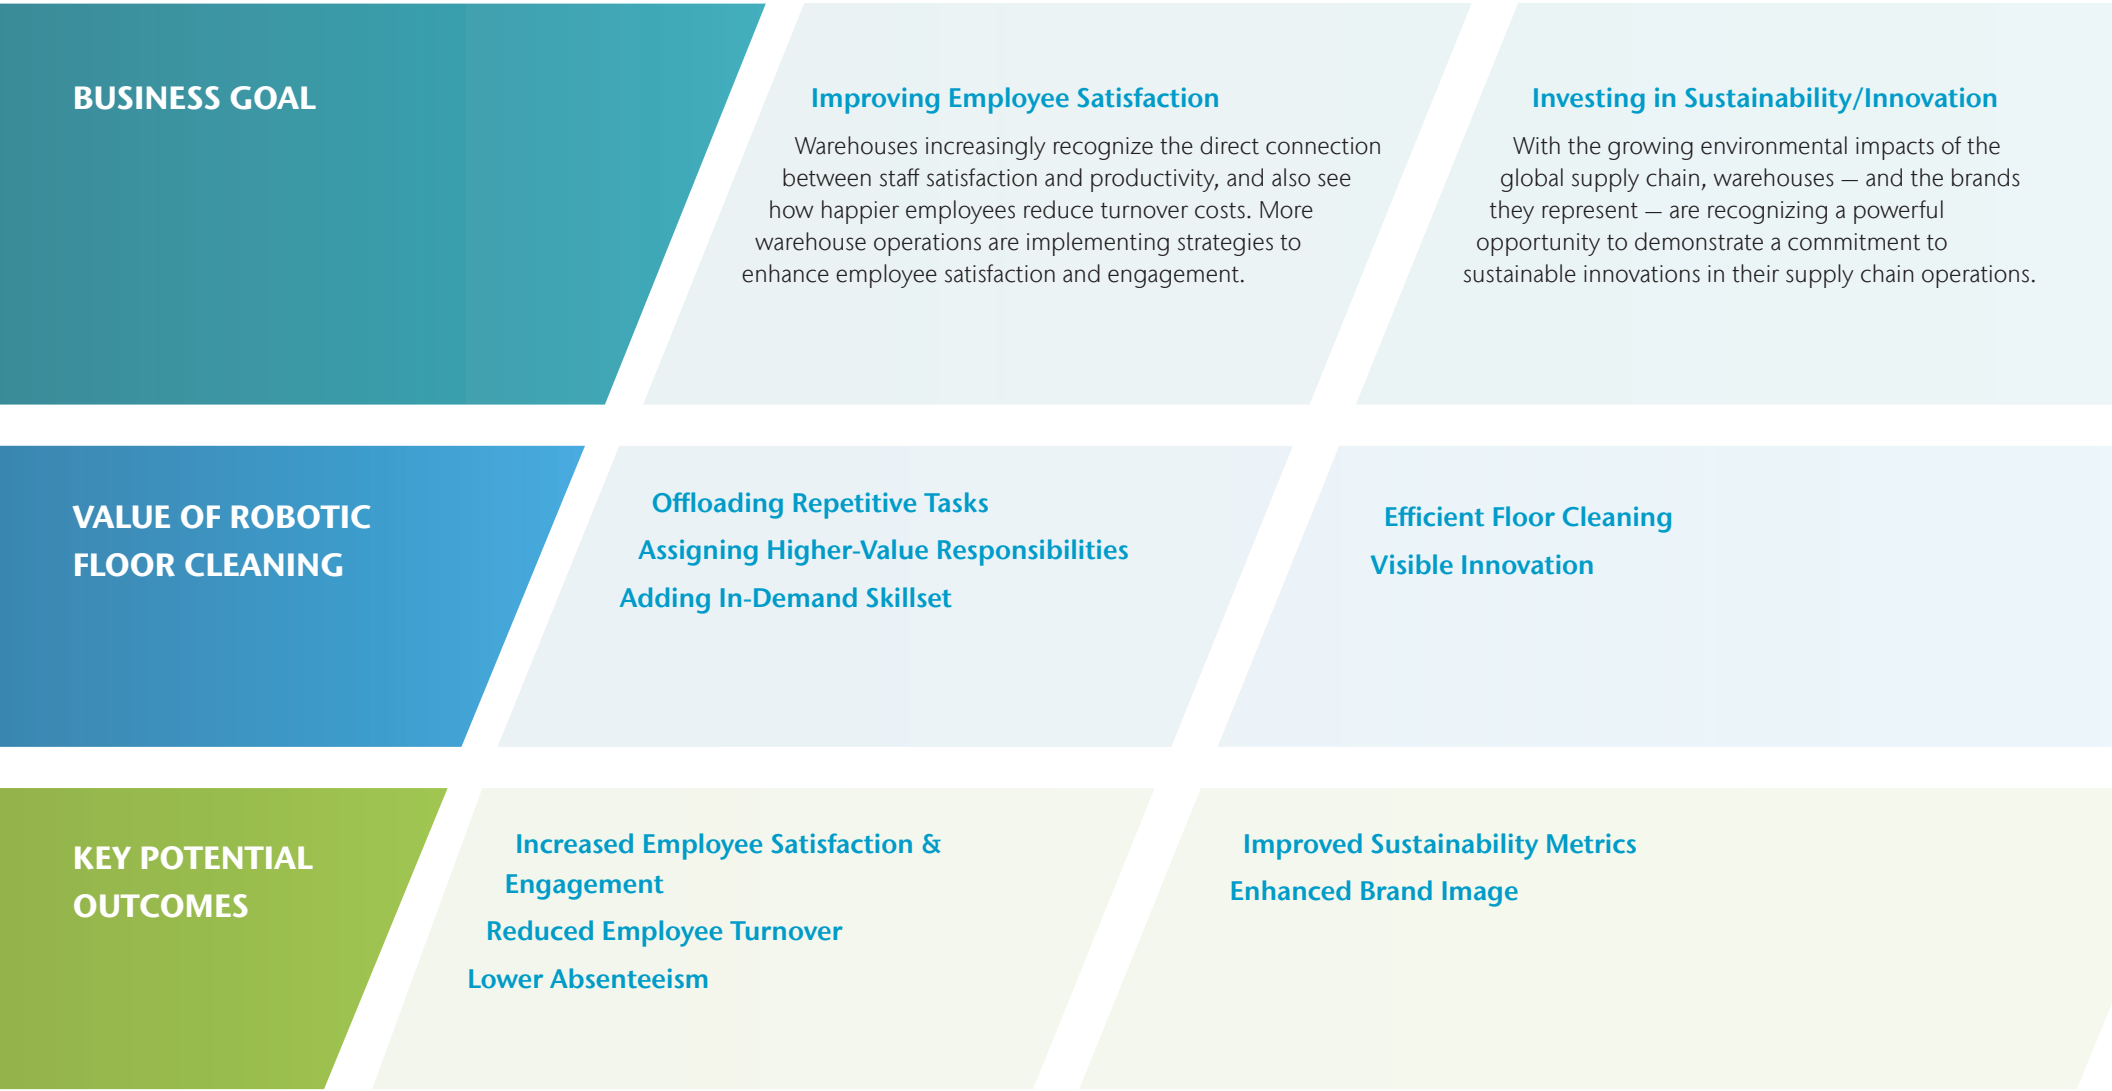 BUSINESS GOAL
Improving Employee Satisfaction
Warehouses increasingly recognize the direct connection
between staff satisfaction and productivity, and also see
how happier employees reduce turnover costs. More
warehouse operations are implementing strategies to
enhance employee satisfaction and engagement.
Investing in Sustainability/Innovation
With the growing environmental impacts of the
global supply chain, warehouses — and the brands
they represent — are recognizing a powerful
opportunity to demonstrate a commitment to
sustainable innovations in their supply chain operations.
VALUE OF ROBOTIC
FLOOR CLEANING
Offloading Repetitive Tasks
Assigning Higher-Value Responsibilities
Adding In-Demand Skillset
Efficient Floor Cleaning
Visible Innovation
KEY POTENTIAL
OUTCOMES
Increased Employee Satisfaction &
Engagement
Reduced Employee Turnover
Lower Absenteeism
Improved Sustainability Metrics
Enhanced Brand Image